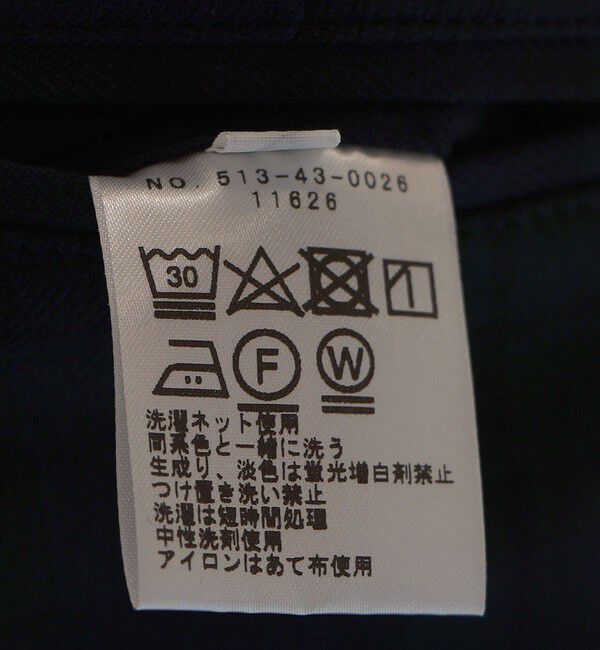 NO. 513-43-0026
11626
30
F W
洗濯ネット使用
同系色と一緒に洗う
生成り、淡色は蛍光増白剤禁止
つけ置き洗い禁止
洗濯は短時間処理
中性洗剤使用
アイロンはあて布使用